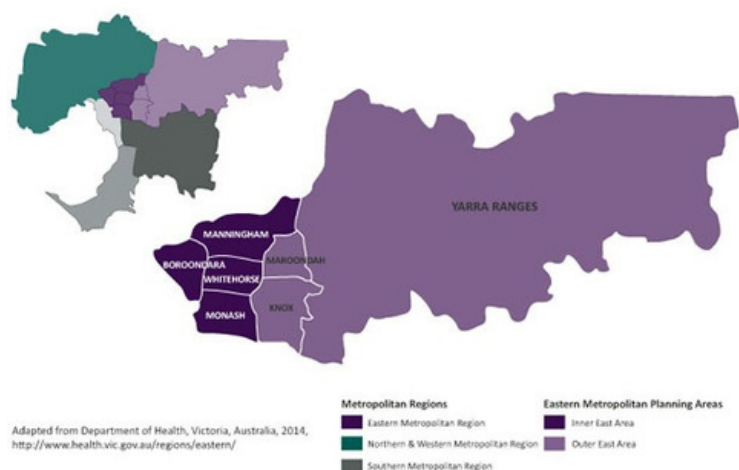 YARRA RANGES
MANNINGHAM
BOROONDARA
MAROONDAH
WHITEHORSE
MONASH
KNOX
Metropolitan Regions
Eastern Metropolitan Region
Northern & Western Metropolitan Region
Southern Metropolitan Region
Eastern Metropolitan Planning Areas
Inner East Area
Outer East Area
Adapted from Department of Health, Victoria, Australia, 2014,
http://www.health.vic.gov.au/regions/eastern/